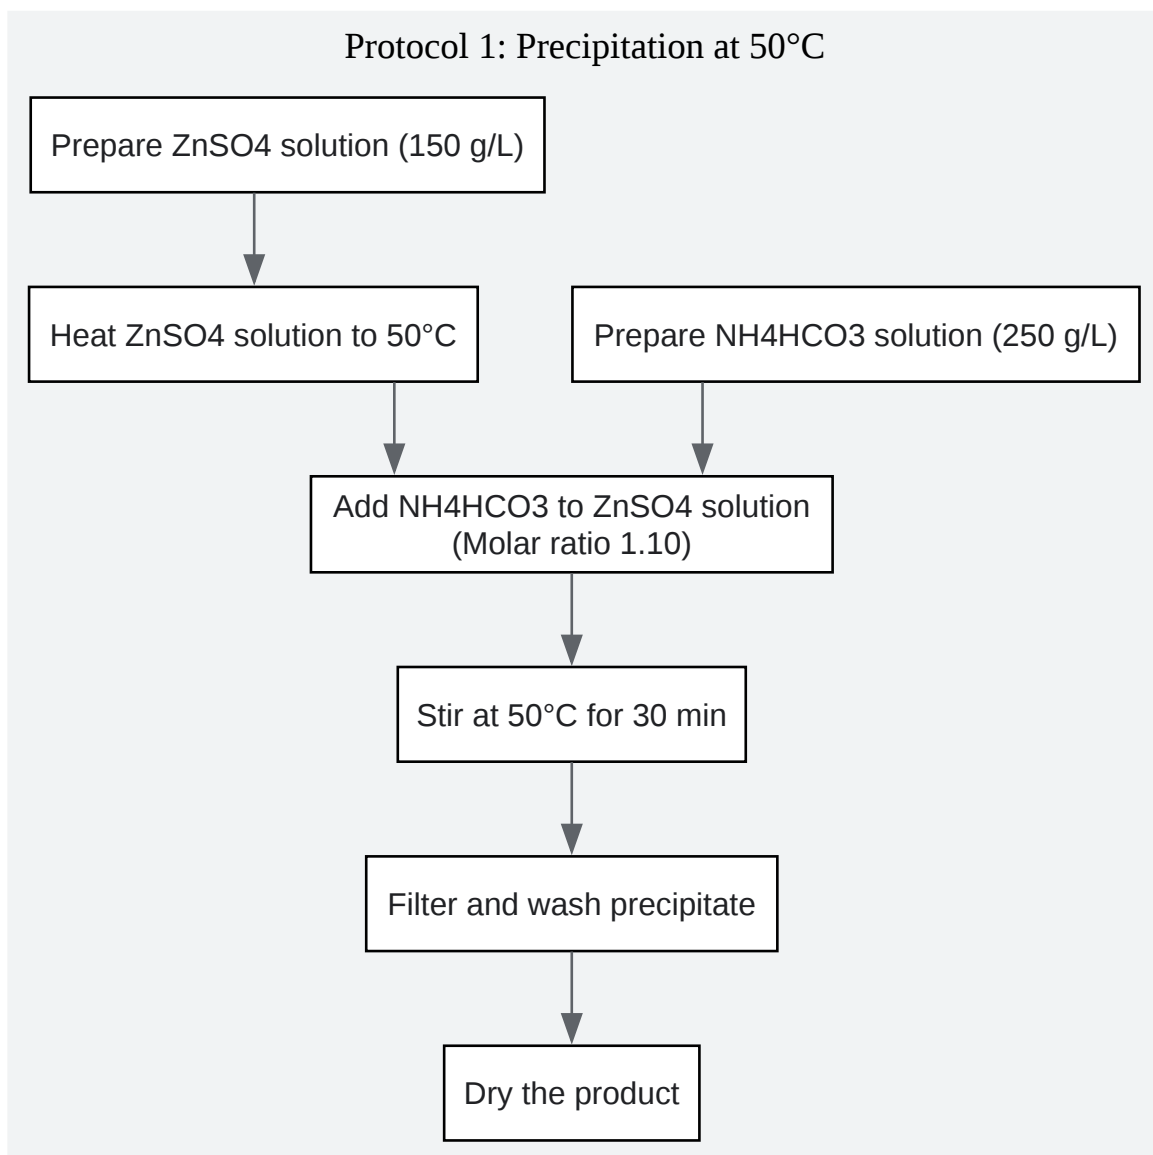 Protocol 1: Precipitation at 50°C
Prepare ZnSO4 solution (150 g/L)
Heat ZnSO4 solution to 50°C
Prepare NH4HCO3 solution (250 g/L)
Add NH4HCO3 to ZnSO4 solution
(Molar ratio 1.10)
Stir at 50°C for 30 min
Filter and wash precipitate
Dry the product